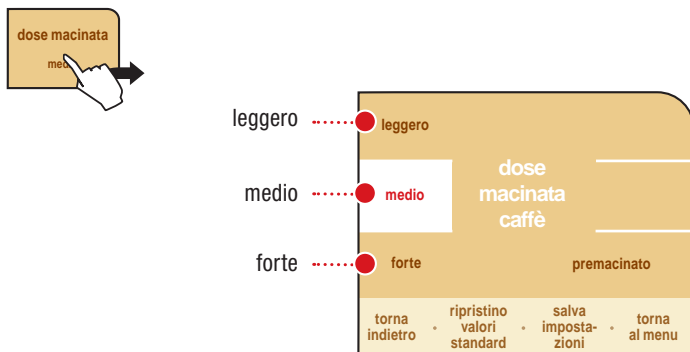 dose macinata
med
leggero
leggero
dose
macinata
caffè
medio
medio
forte
forte
premacinato
torna
indietro
ripristino
valori
standard
salva
imposta-
zioni
torna
al menu